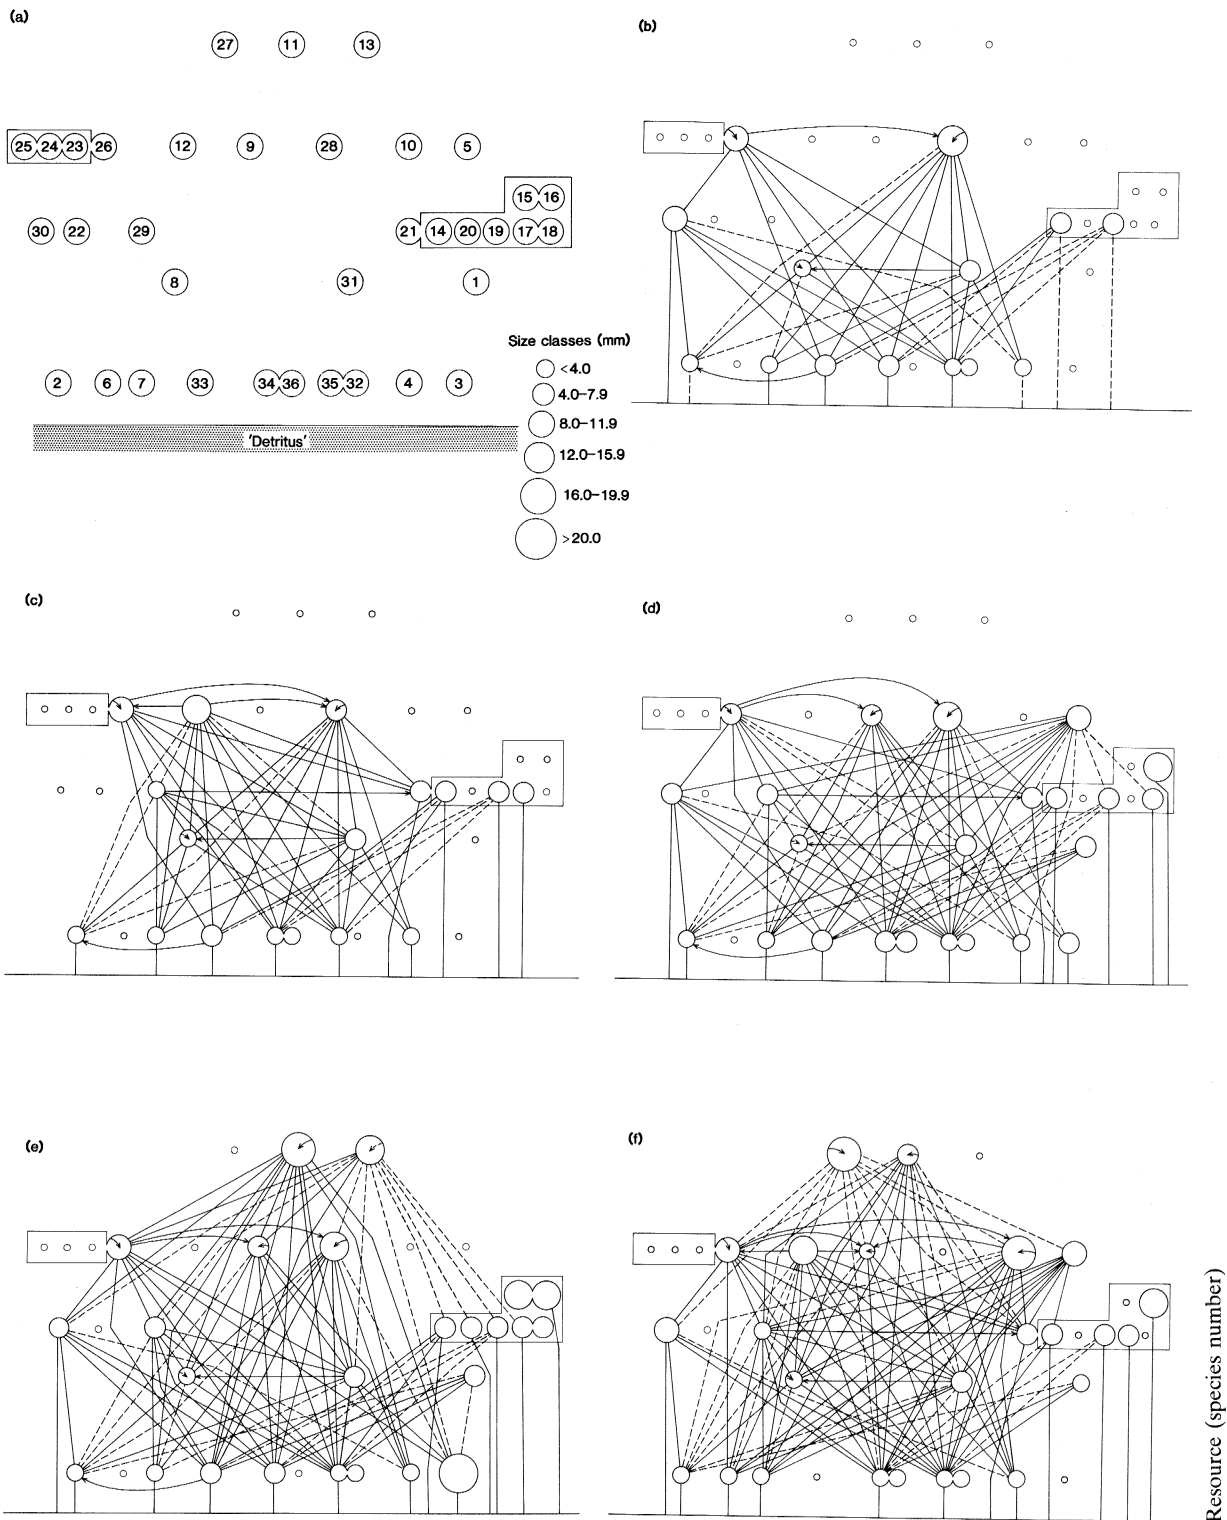 (a)
27 11 13
25 24 23 26 12 9 28 10 5
15 16
30 22 29 21 14 20 19 17 18
8 31 1
2 6 7 33 34 36 35 32 4 3
'Detritus'
Size classes (mm)
<4.0
4.0–7.9
8.0–11.9
12.0–15.9
16.0–19.9
>20.0
(b)
(c)
(d)
(e)
(f)
Resource (species number)